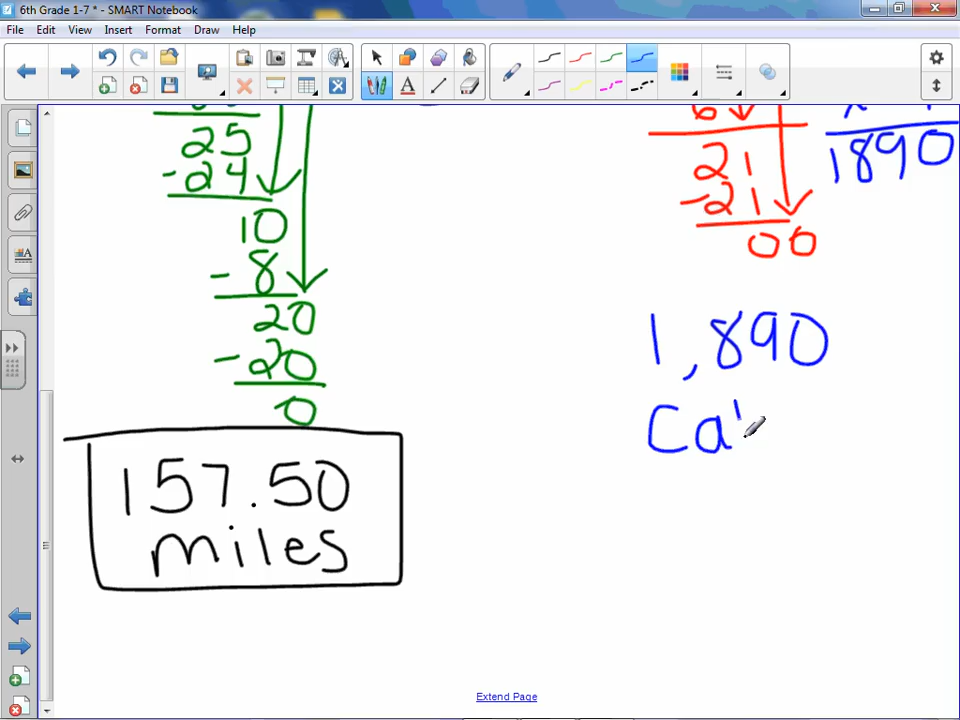 6th Grade 1-7 * - SMART Notebook
File Edit View Insert Format Draw Help
25
-24
10
-8
20
-20
0
157.50
miles
21
-21
00
1890
1,890
Ca
Extend Page